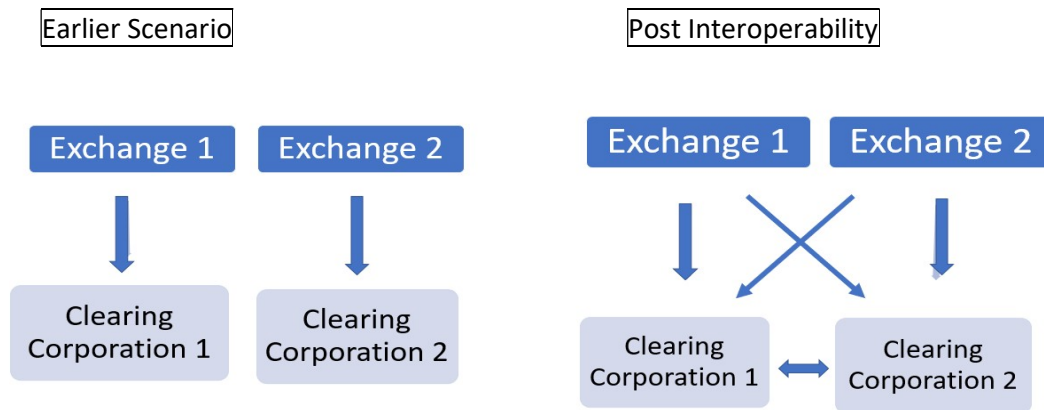 Earlier Scenario
Post Interoperability
Exchange 1
Exchange 2
Exchange 1
Exchange 2
Clearing
Corporation 1
Clearing
Corporation 2
Clearing
Corporation 1
Clearing
Corporation 2